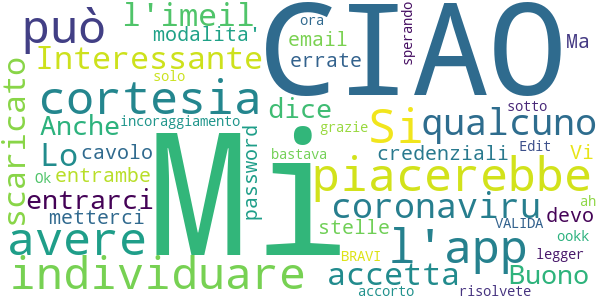 CIAO
Mi
può
l'imeil
modalita'
Interessante
solo
email
errate
ora
sperando
Ma
scaricato
cortesia
dice
Anche
incoraggiamento
grazie
Si
qualcuno
sotto
Lo
cavolo
password
bastava
credenziali
Edit
Vi
Ok
entrambe
piacerebbe
entrarci
metterci
stelle
coronaviru
VALIDA
devo
ah
avere
l'app
ookk
BRAVI
legger
individuare
accetta
Buono
accorto
risolvete